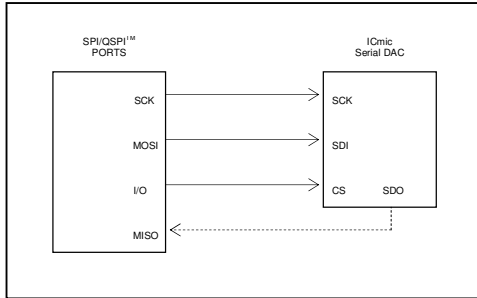 SPI/QSPI™
PORTS
ICmic
Serial DAC
SCK
SCK
MOSI
SDI
I/O
CS
SDO
MISO